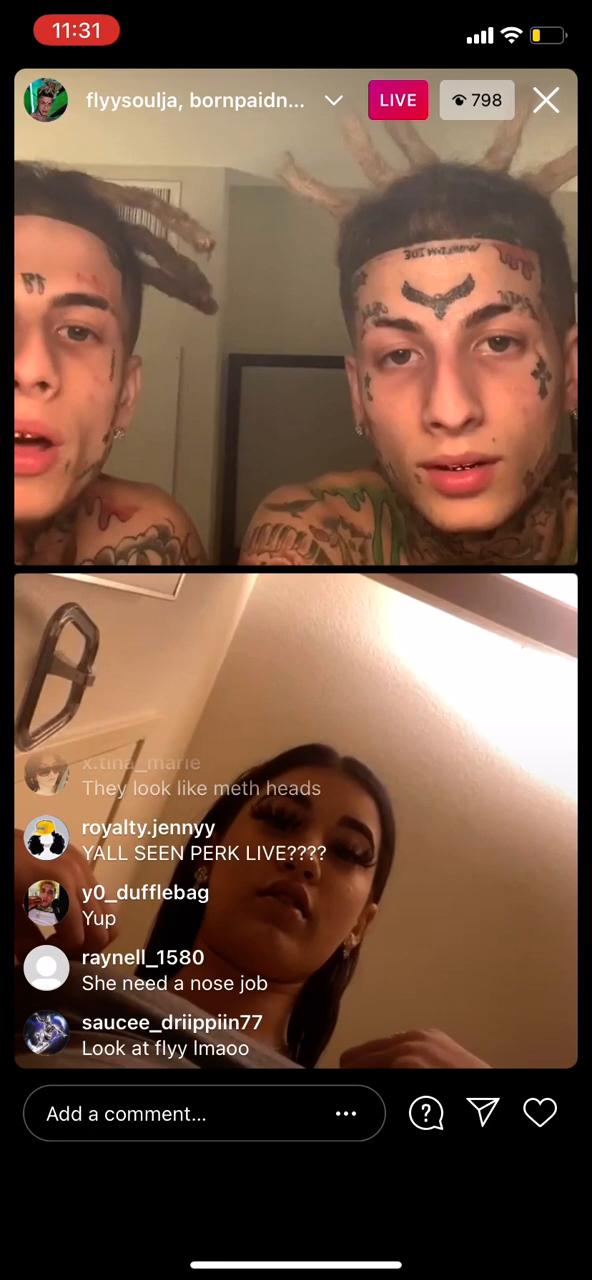 11:31
flyysoulja, bornpaidn...
LIVE
798
x.tina_marie
They look like meth heads
royalty.jennyy
YALL SEEN PERK LIVE????
y0_dufflebag
Yup
raynell_1580
She need a nose job
saucee_driippiin77
Look at flyy lmaoo
Add a comment...